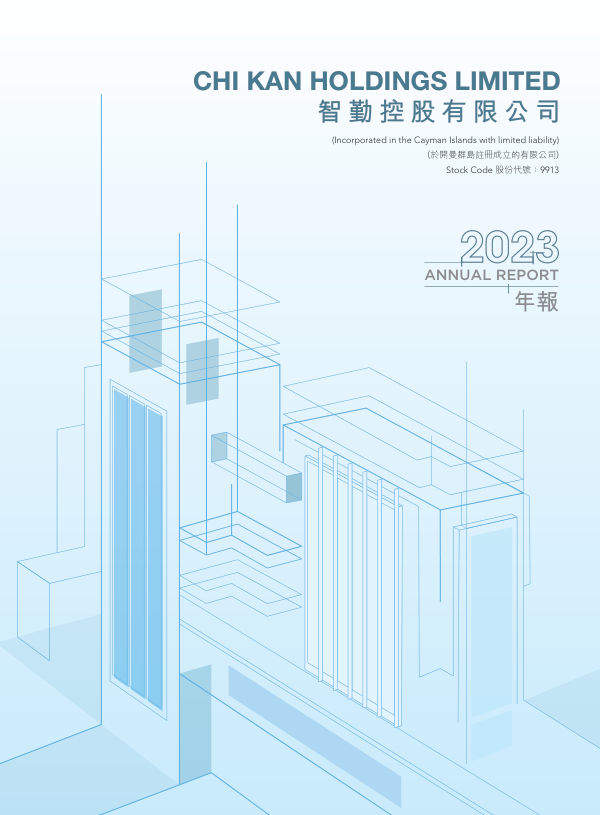 CHI KAN HOLDINGS LIMITED
智勤控股有限公司
(Incorporated in the Cayman Islands with limited liability)
(於開曼群島註冊成立的有限公司)
Stock Code 股份代號：9913
2023
ANNUAL REPORT
年報